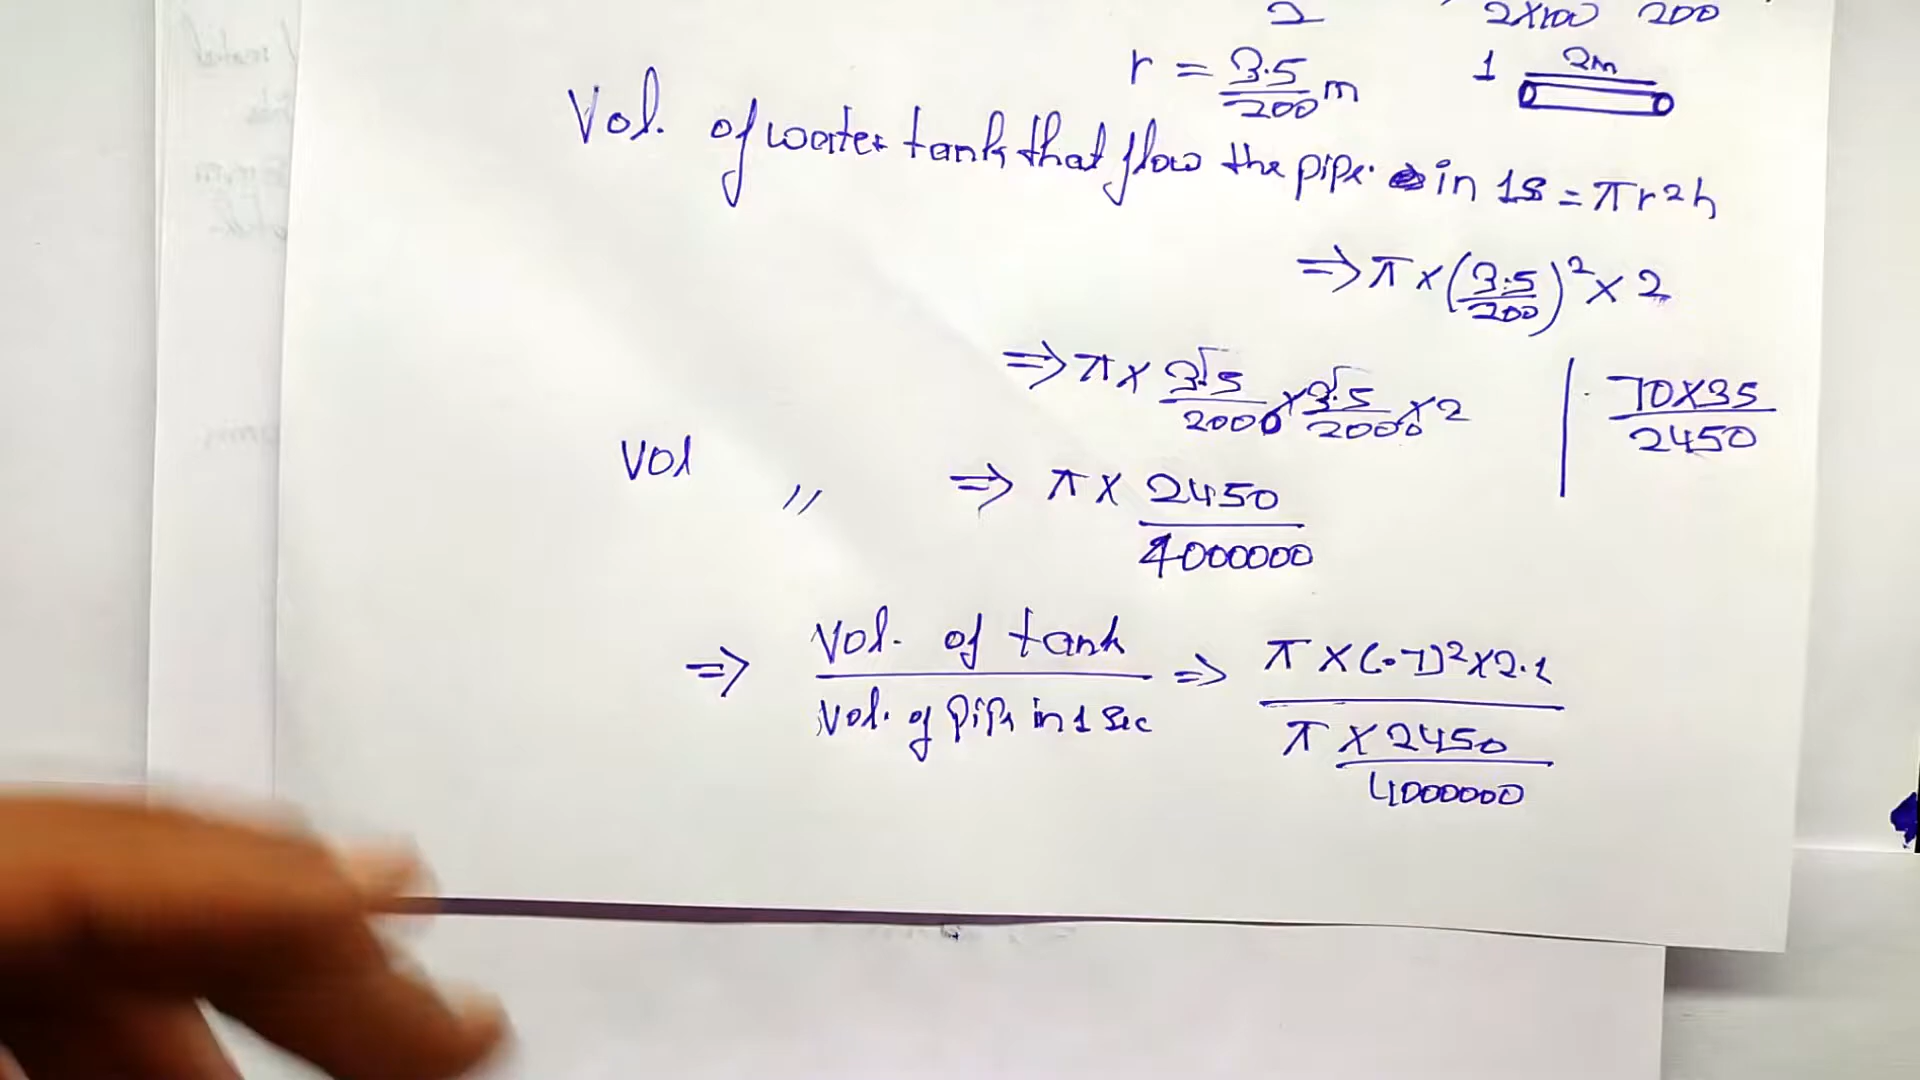 2 2×100 200
r = 3.5/200 m 1 2m
Vol. of water tank that flow the pipe in 1s = πr²h
⇒ π × (3.5/200)² × 2
⇒ π × 3.5/2000 × 3.5/2000 × 2 | 70×35/2450
Vol 〃 ⇒ π × 2450/4000000
⇒ Vol. of tank/Vol. of pipe in 1 sec ⇒ π × (.7)² × 2.1/π × 2450/4000000